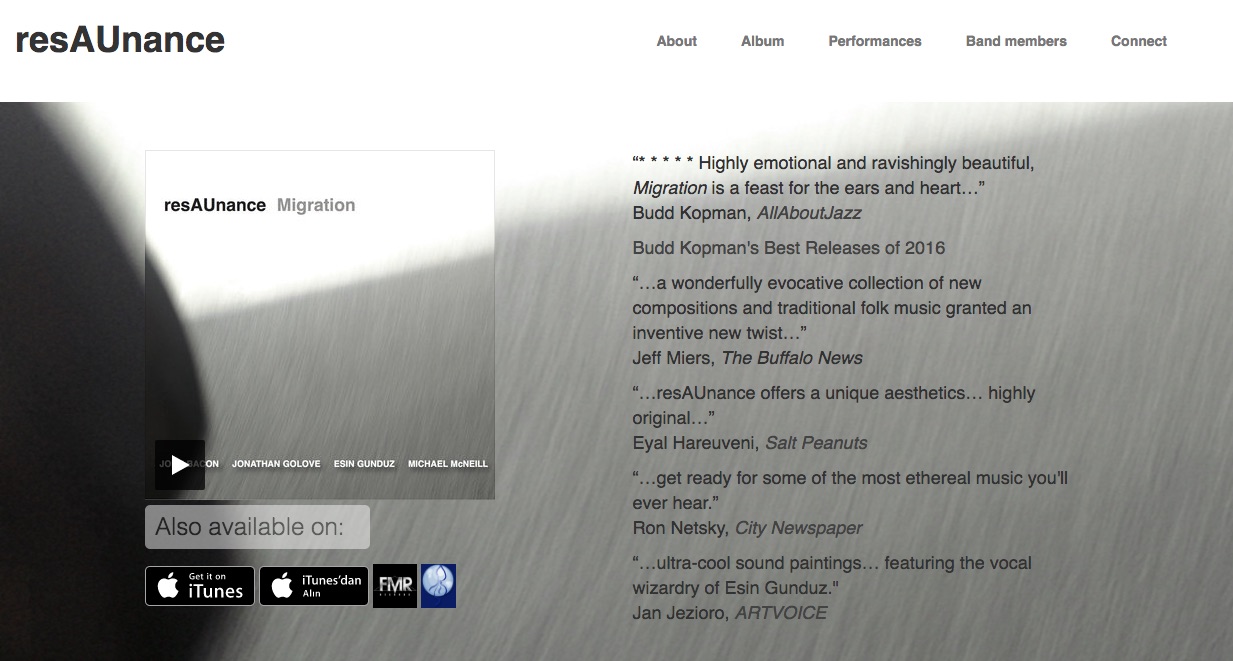 resAUnance
About Album Performances Band members Connect
resAUnance Migration
JONATHAN GOLOVE ESIN GUNDUZ MICHAEL McNEILL
Also available on:
Get it on
iTunes
iTunes'dan
Alın
FMR
“* * * * * Highly emotional and ravishingly beautiful,
Migration is a feast for the ears and heart…”
Budd Kopman, AllAboutJazz
Budd Kopman's Best Releases of 2016
“…a wonderfully evocative collection of new
compositions and traditional folk music granted an
inventive new twist…”
Jeff Miers, The Buffalo News
“…resAUnance offers a unique aesthetics… highly
original…”
Eyal Hareuveni, Salt Peanuts
“…get ready for some of the most ethereal music you'll
ever hear.”
Ron Netsky, City Newspaper
“…ultra-cool sound paintings… featuring the vocal
wizardry of Esin Gunduz."
Jan Jezioro, ARTVOICE